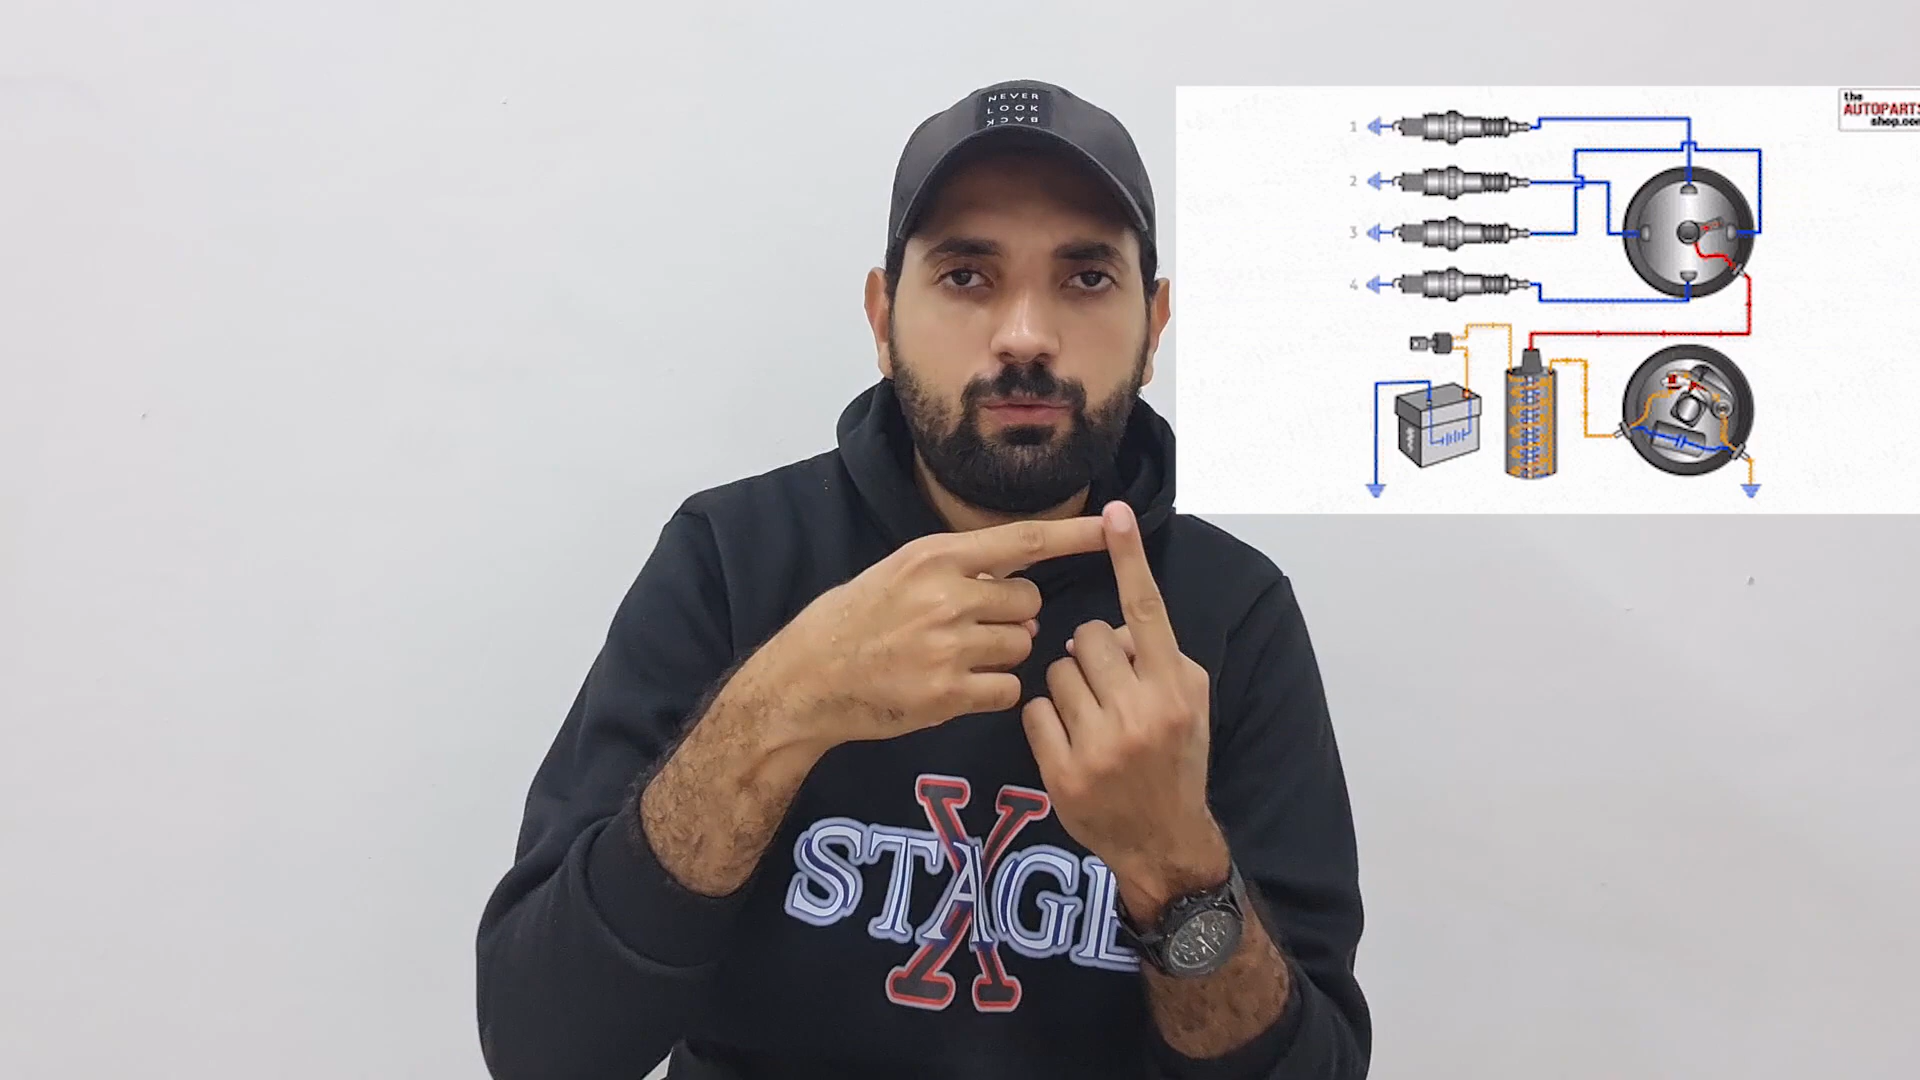 NEVER
LOOK
BACK
STAGE
X
the
AUTOPARTS
shop.com
1
2
3
4